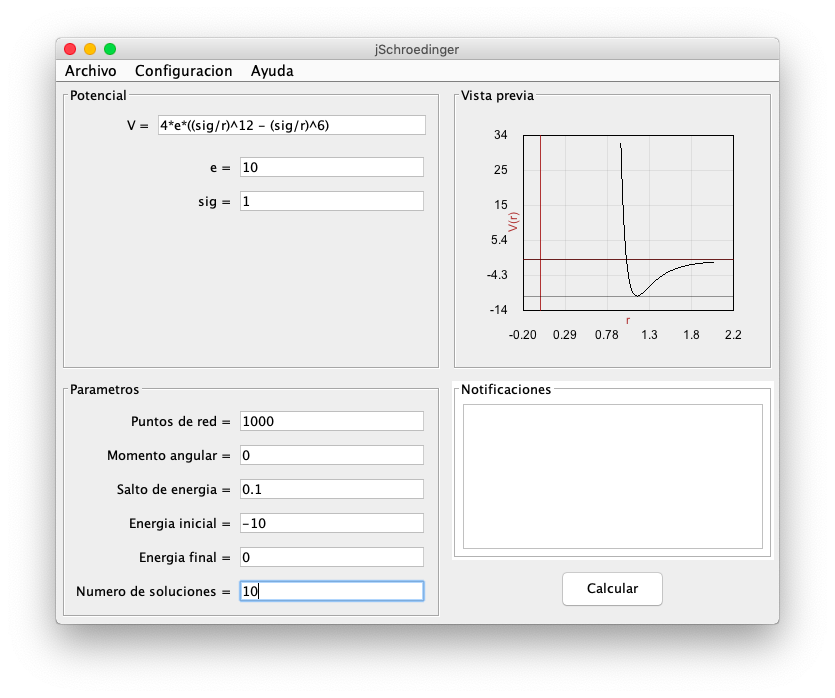 jSchroedinger
Archivo Configuracion Ayuda
Potencial
V = 4*e*((sig/r)^12 - (sig/r)^6)
e = 10
sig = 1
Vista previa
34
25
15
5.4
-4.3
-14
V(r)
r
-0.20 0.29 0.78 1.3 1.8 2.2
Parametros
Puntos de red = 1000
Momento angular = 0
Salto de energia = 0.1
Energia inicial = -10
Energia final = 0
Numero de soluciones = 10
Notificaciones
Calcular